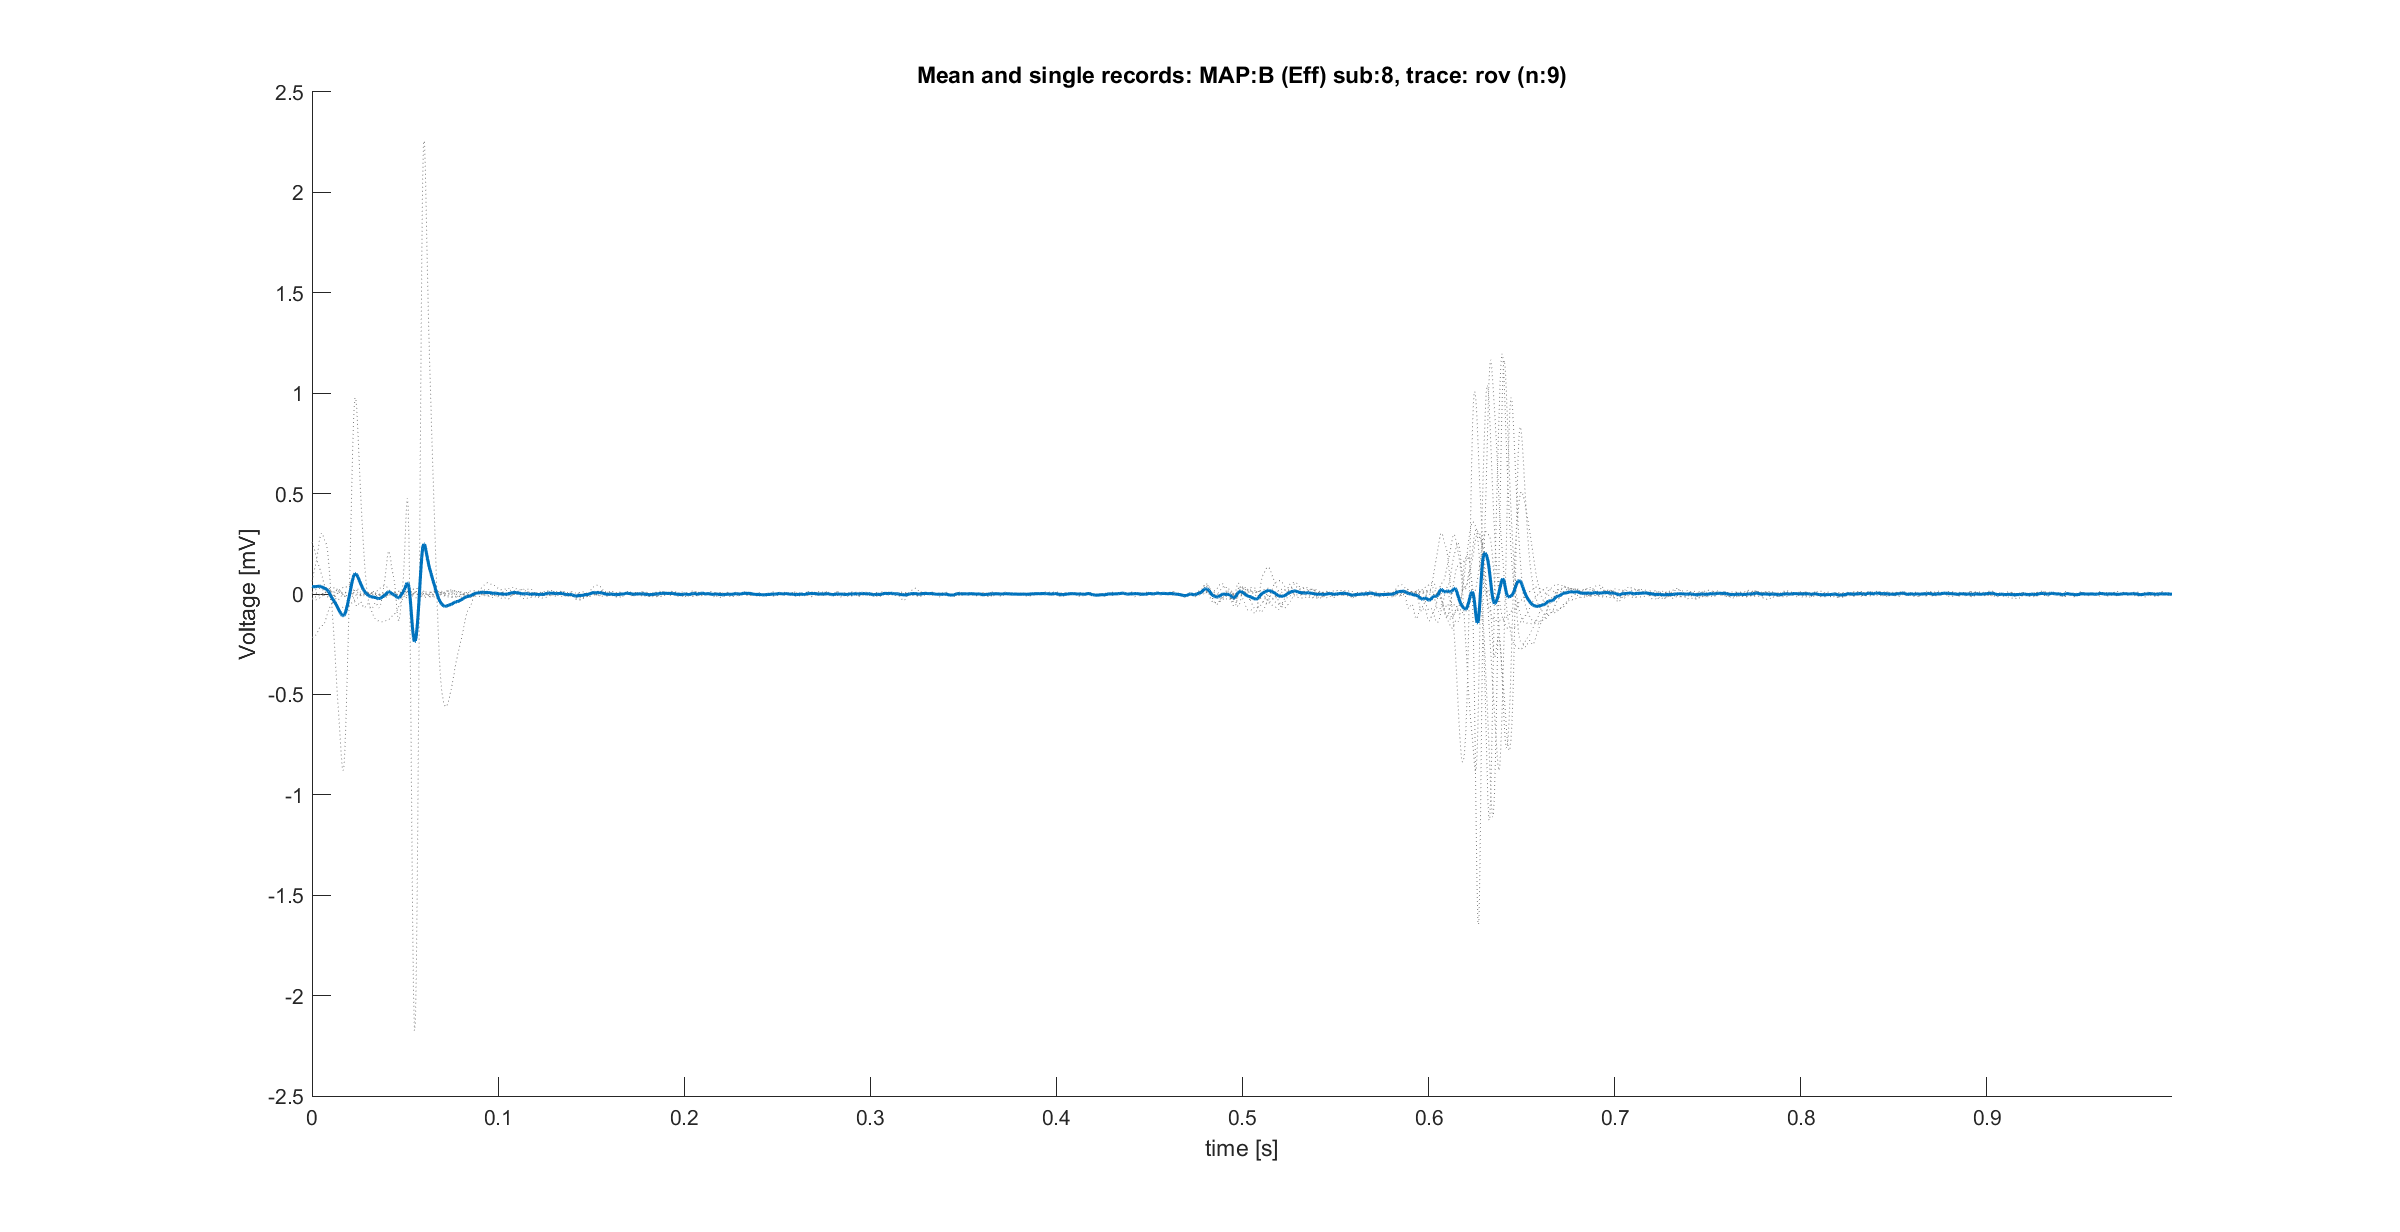 Mean and single records: MAP:B (Eff) sub:8, trace: rov (n:9)
2.5
2
1.5
1
0.5
0
-0.5
-1
-1.5
-2
-2.5
Voltage [mV]
0 0.1 0.2 0.3 0.4 0.5 0.6 0.7 0.8 0.9
time [s]